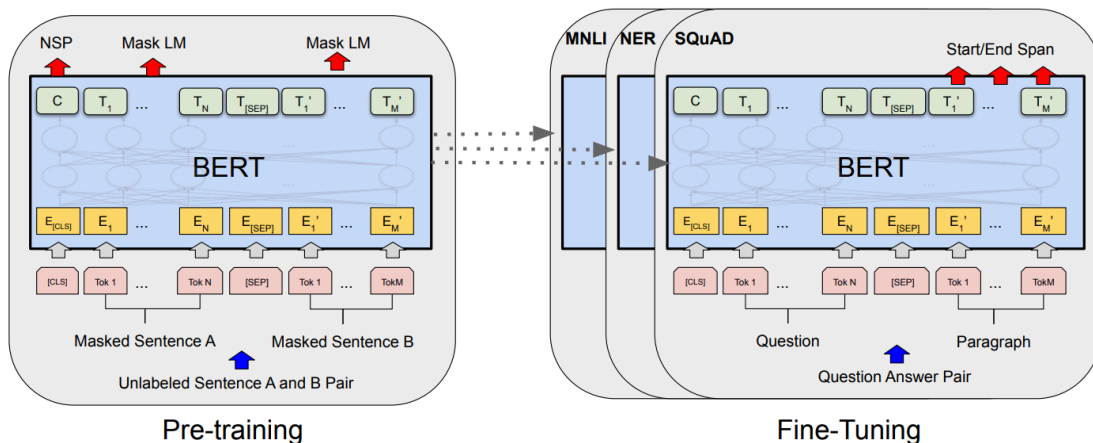 NSP Mask LM Mask LM
C T1 ... TN T[SEP] T1' ... TM'
BERT
E[CLS] E1 ... EN E[SEP] E1' ... EM'
[CLS] Tok 1 ... Tok N [SEP] Tok 1 ... TokM
Masked Sentence A Masked Sentence B
Unlabeled Sentence A and B Pair
Pre-training
MNLI NER SQuAD
Start/End Span
C T1 ... TN T[SEP] T1' ... TM'
BERT
E[CLS] E1 ... EN E[SEP] E1' ... EM'
[CLS] Tok 1 ... Tok N [SEP] Tok 1 ... TokM
Question Paragraph
Question Answer Pair
Fine-Tuning